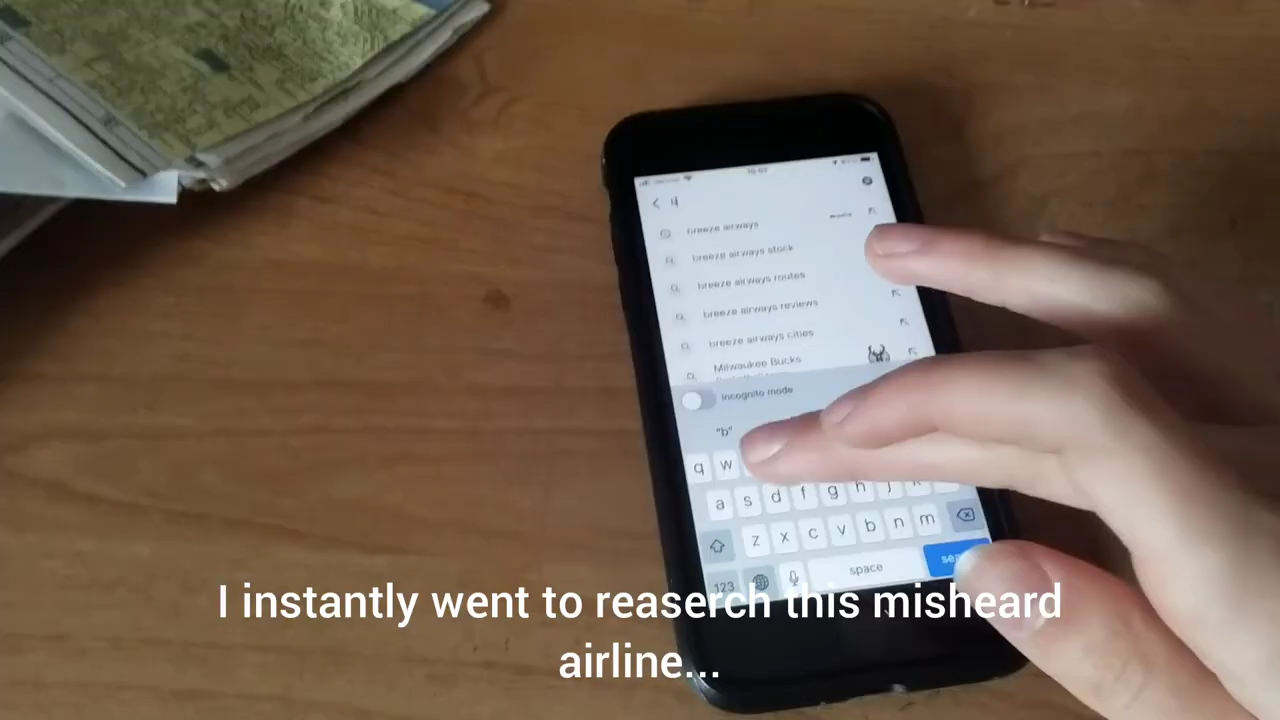 breeze airways
breeze airways stock
breeze airways routes
breeze airways reviews
breeze airways cities
Milwaukee Bucks
incognito mode
"b"
q w
a s d f g h j
z x c v b n m
123 space
I instantly went to reaserch this misheard
airline...